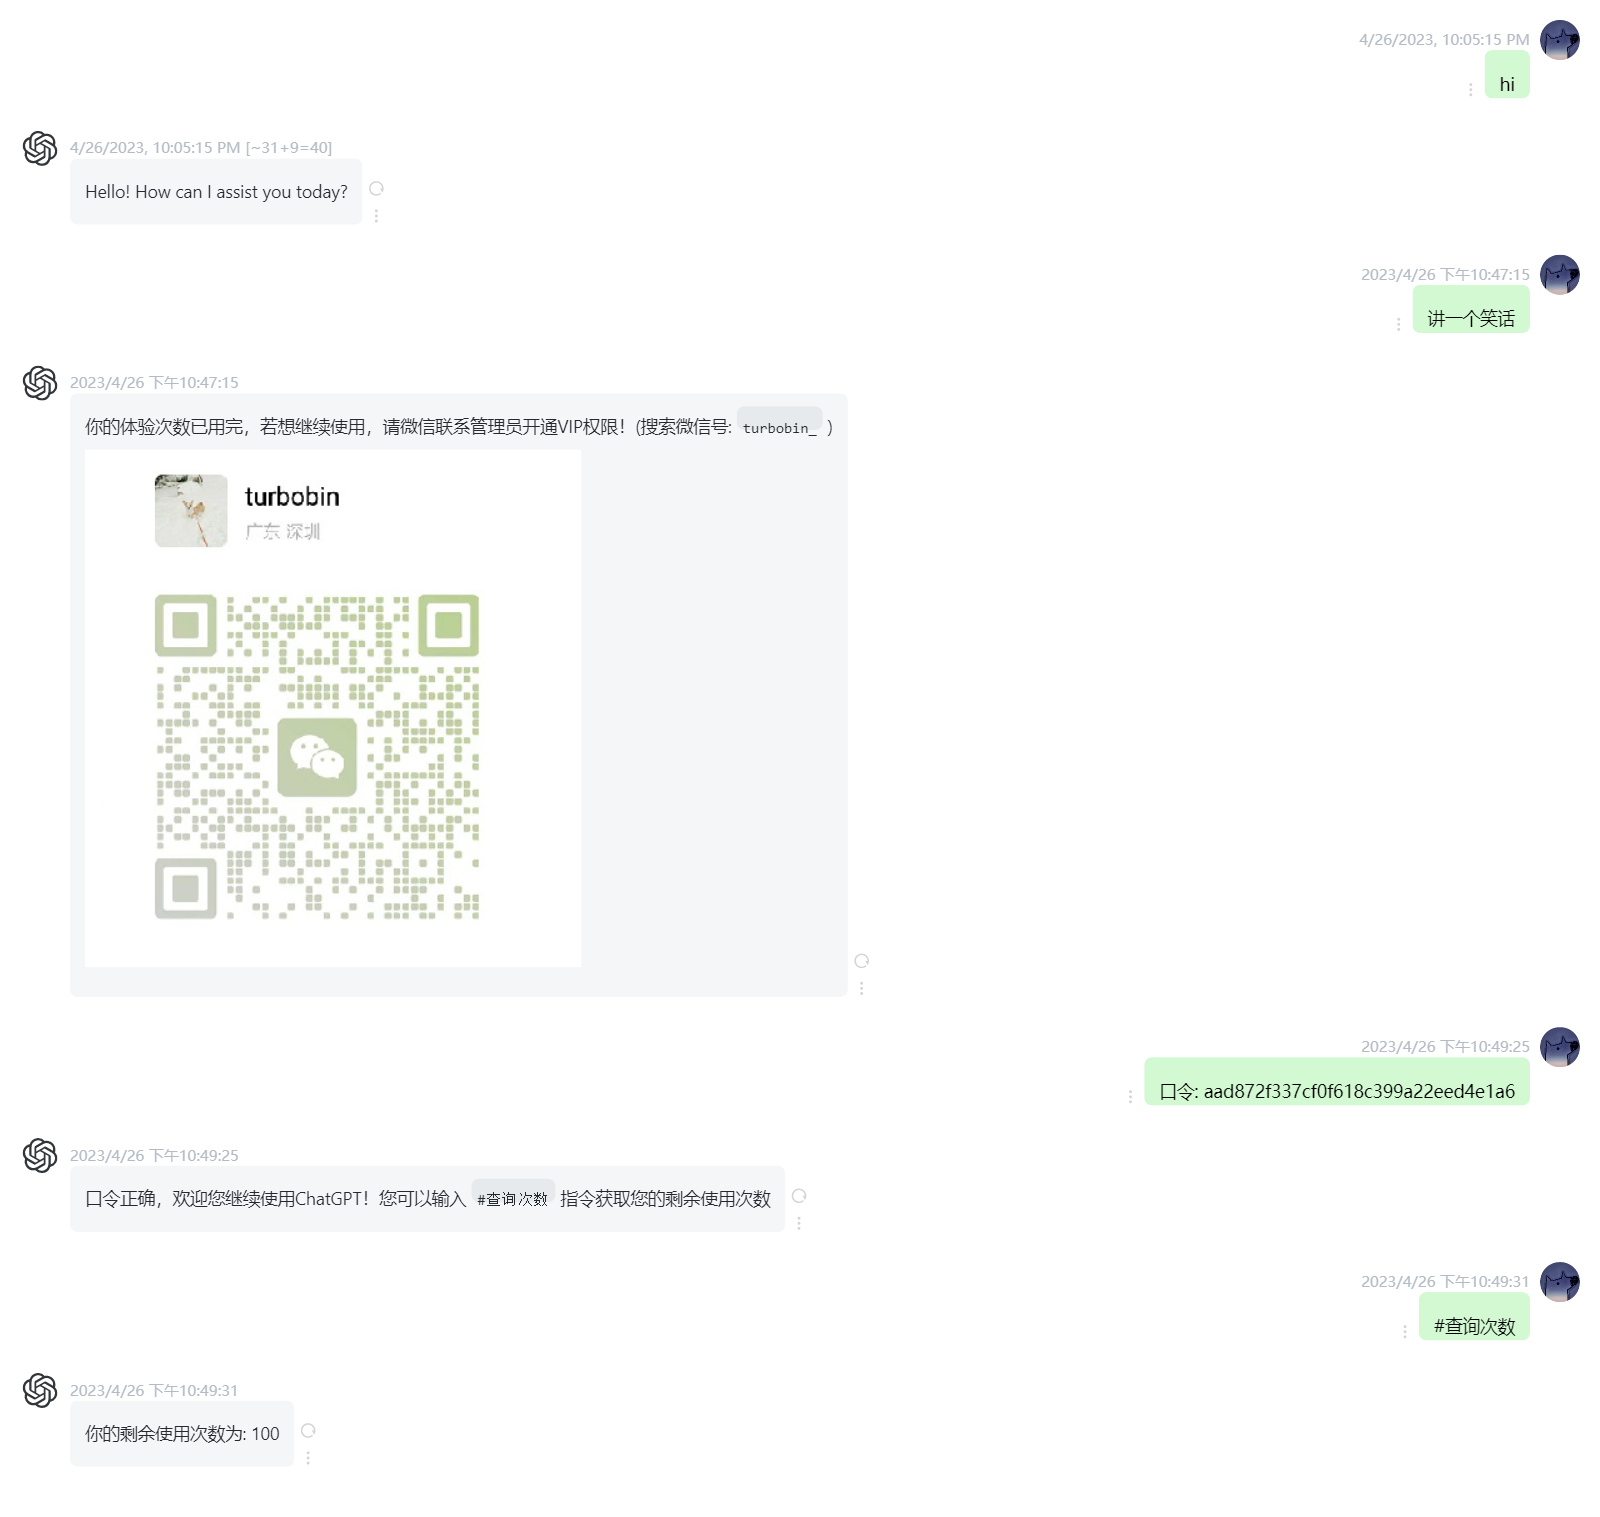 4/26/2023, 10:05:15 PM
hi
4/26/2023, 10:05:15 PM [~31+9=40]
Hello! How can I assist you today?
2023/4/26 下午10:47:15
讲一个笑话
2023/4/26 下午10:47:15
你的体验次数已用完，若想继续使用，请微信联系管理员开通VIP权限！(搜索微信号: turbobin_ )
turbobin
广东 深圳
2023/4/26 下午10:49:25
口令: aad872f337cf0f618c399a22eed4e1a6
2023/4/26 下午10:49:25
口令正确，欢迎您继续使用ChatGPT！您可以输入 #查询次数 指令获取您的剩余使用次数
2023/4/26 下午10:49:31
#查询次数
2023/4/26 下午10:49:31
你的剩余使用次数为: 100